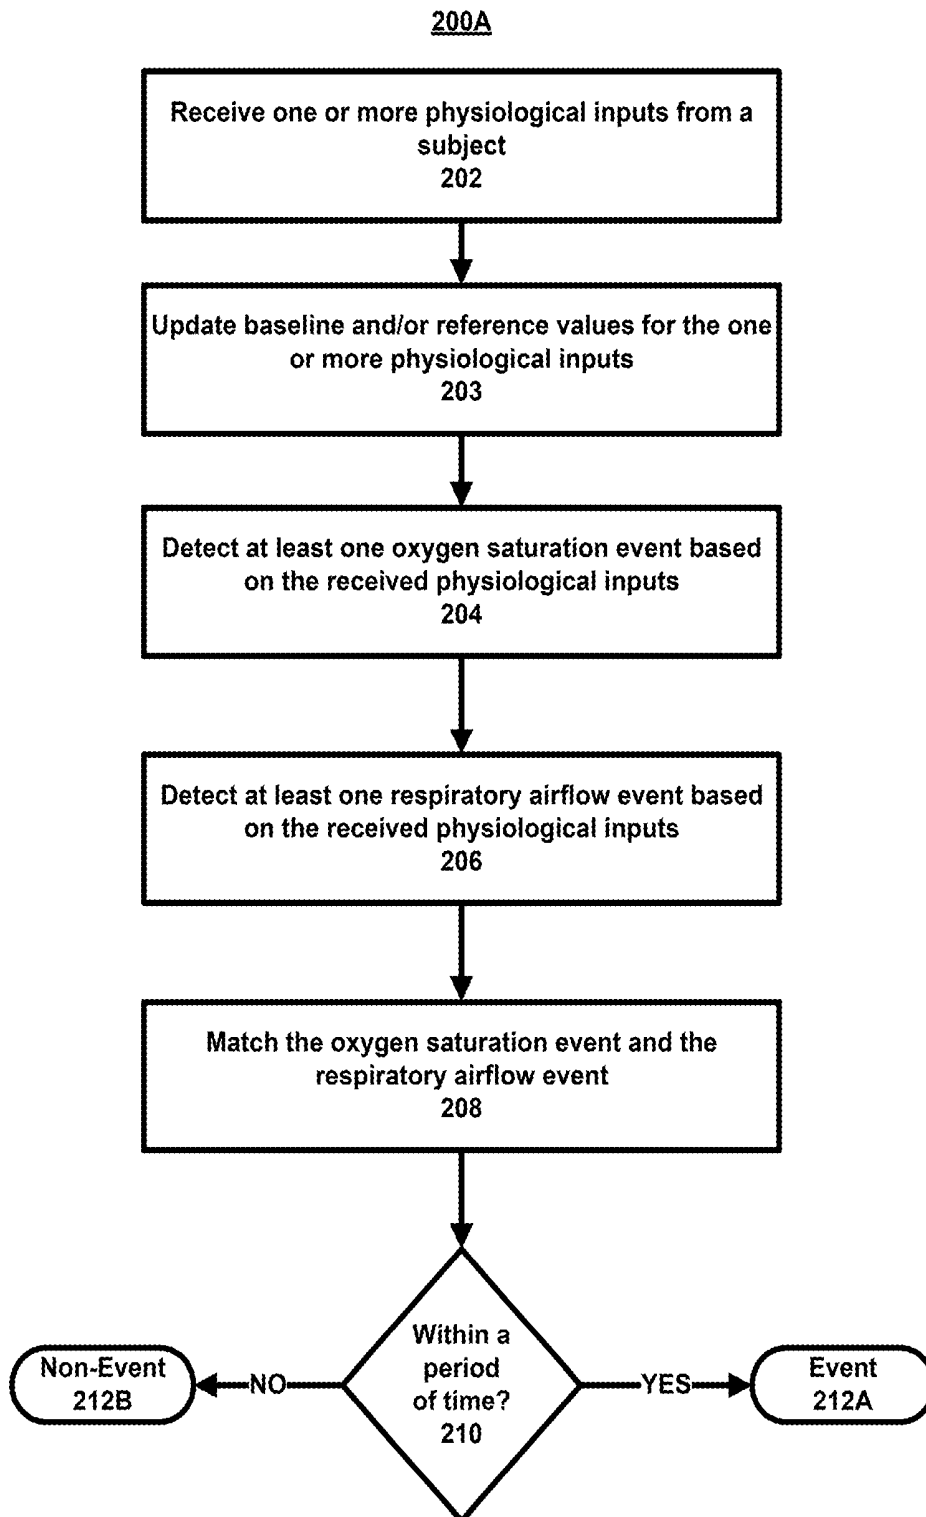 200A
Receive one or more physiological inputs from a
subject
202
Update baseline and/or reference values for the one
or more physiological inputs
203
Detect at least one oxygen saturation event based
on the received physiological inputs
204
Detect at least one respiratory airflow event based
on the received physiological inputs
206
Match the oxygen saturation event and the
respiratory airflow event
208
Within a
period
of time?
210
Non-Event
212B
NO
YES
Event
212A